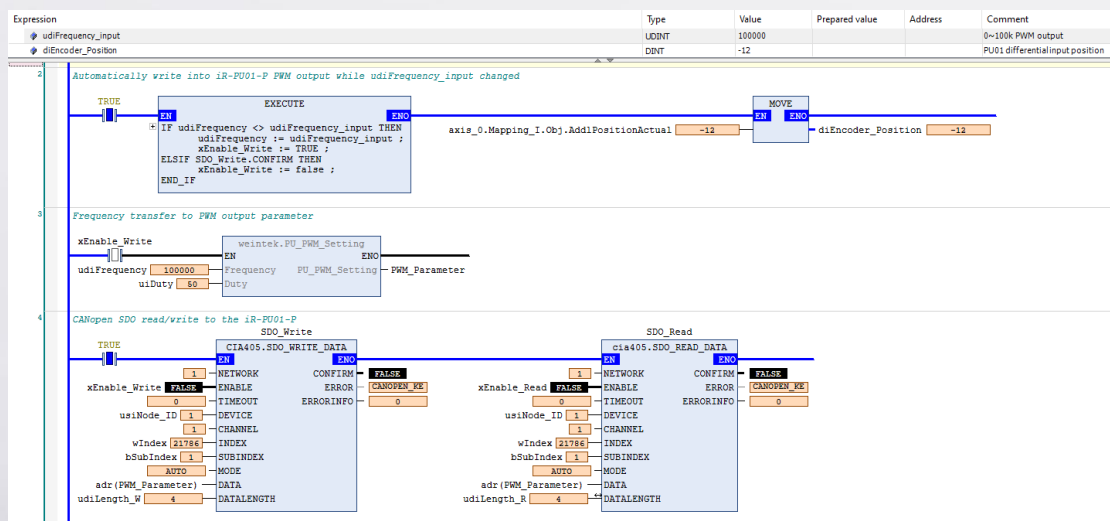 Expression Type Value Prepared value Address Comment
udiFrequency_input UDINT 100000 0~100k PWM output
diEncoder_Position DINT -12 PU01 differential input position
2 Automatically write into iR-PU01-P PWM output while udiFrequency_input changed
TRUE
EXECUTE
EN ENO
IF udiFrequency <> udiFrequency_input THEN
udiFrequency := udiFrequency_input ;
xEnable_Write := TRUE ;
ELSIF SDO_Write.CONFIRM THEN
xEnable_Write := false ;
END_IF
MOVE
EN ENO
axis_0.Mapping_I.Obj.AddlPositionActual -12 diEncoder_Position -12
3 Frequency transfer to PWM output parameter
xEnable_Write
weintek.PU_PWM_Setting
EN ENO
udiFrequency 100000 Frequency PU_PWM_Setting PWM_Parameter
uiDuty 50 Duty
4 CANopen SDO read/write to the iR-PU01-P
TRUE
SDO_Write
CIA405.SDO_WRITE_DATA
EN ENO
1 NETWORK CONFIRM FALSE
xEnable_Write FALSE ENABLE ERROR CANOPEN_KE
0 TIMEOUT ERRORINFO 0
usiNode_ID 1 DEVICE
1 CHANNEL
wIndex 21786 INDEX
bSubIndex 1 SUBINDEX
AUTO MODE
adr(PWM_Parameter) DATA
udiLength_W 4 DATALENGTH
SDO_Read
cia405.SDO_READ_DATA
EN ENO
1 NETWORK CONFIRM FALSE
xEnable_Read FALSE ENABLE ERROR CANOPEN_KE
0 TIMEOUT ERRORINFO 0
usiNode_ID 1 DEVICE
1 CHANNEL
wIndex 21786 INDEX
bSubIndex 1 SUBINDEX
AUTO MODE
adr(PWM_Parameter) DATA
udiLength_R 4 DATALENGTH